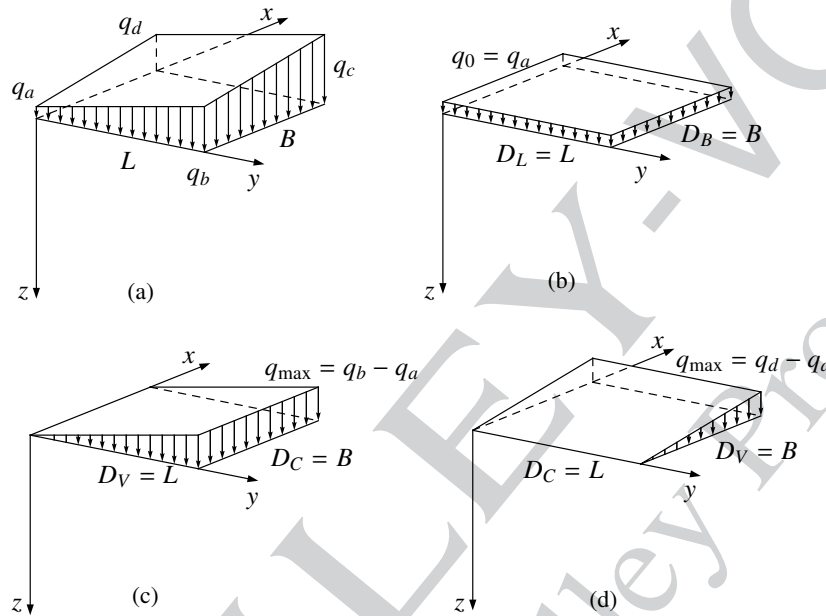 x
q_d
q_c
q_a
L
B
q_b
y
z
(a)
x
q_0 = q_a
D_B = B
D_L = L
y
z
(b)
x
q_max = q_b − q_a
D_V = L
D_C = B
y
z
(c)
x
q_max = q_d − q_a
D_V = B
D_C = L
y
z
(d)